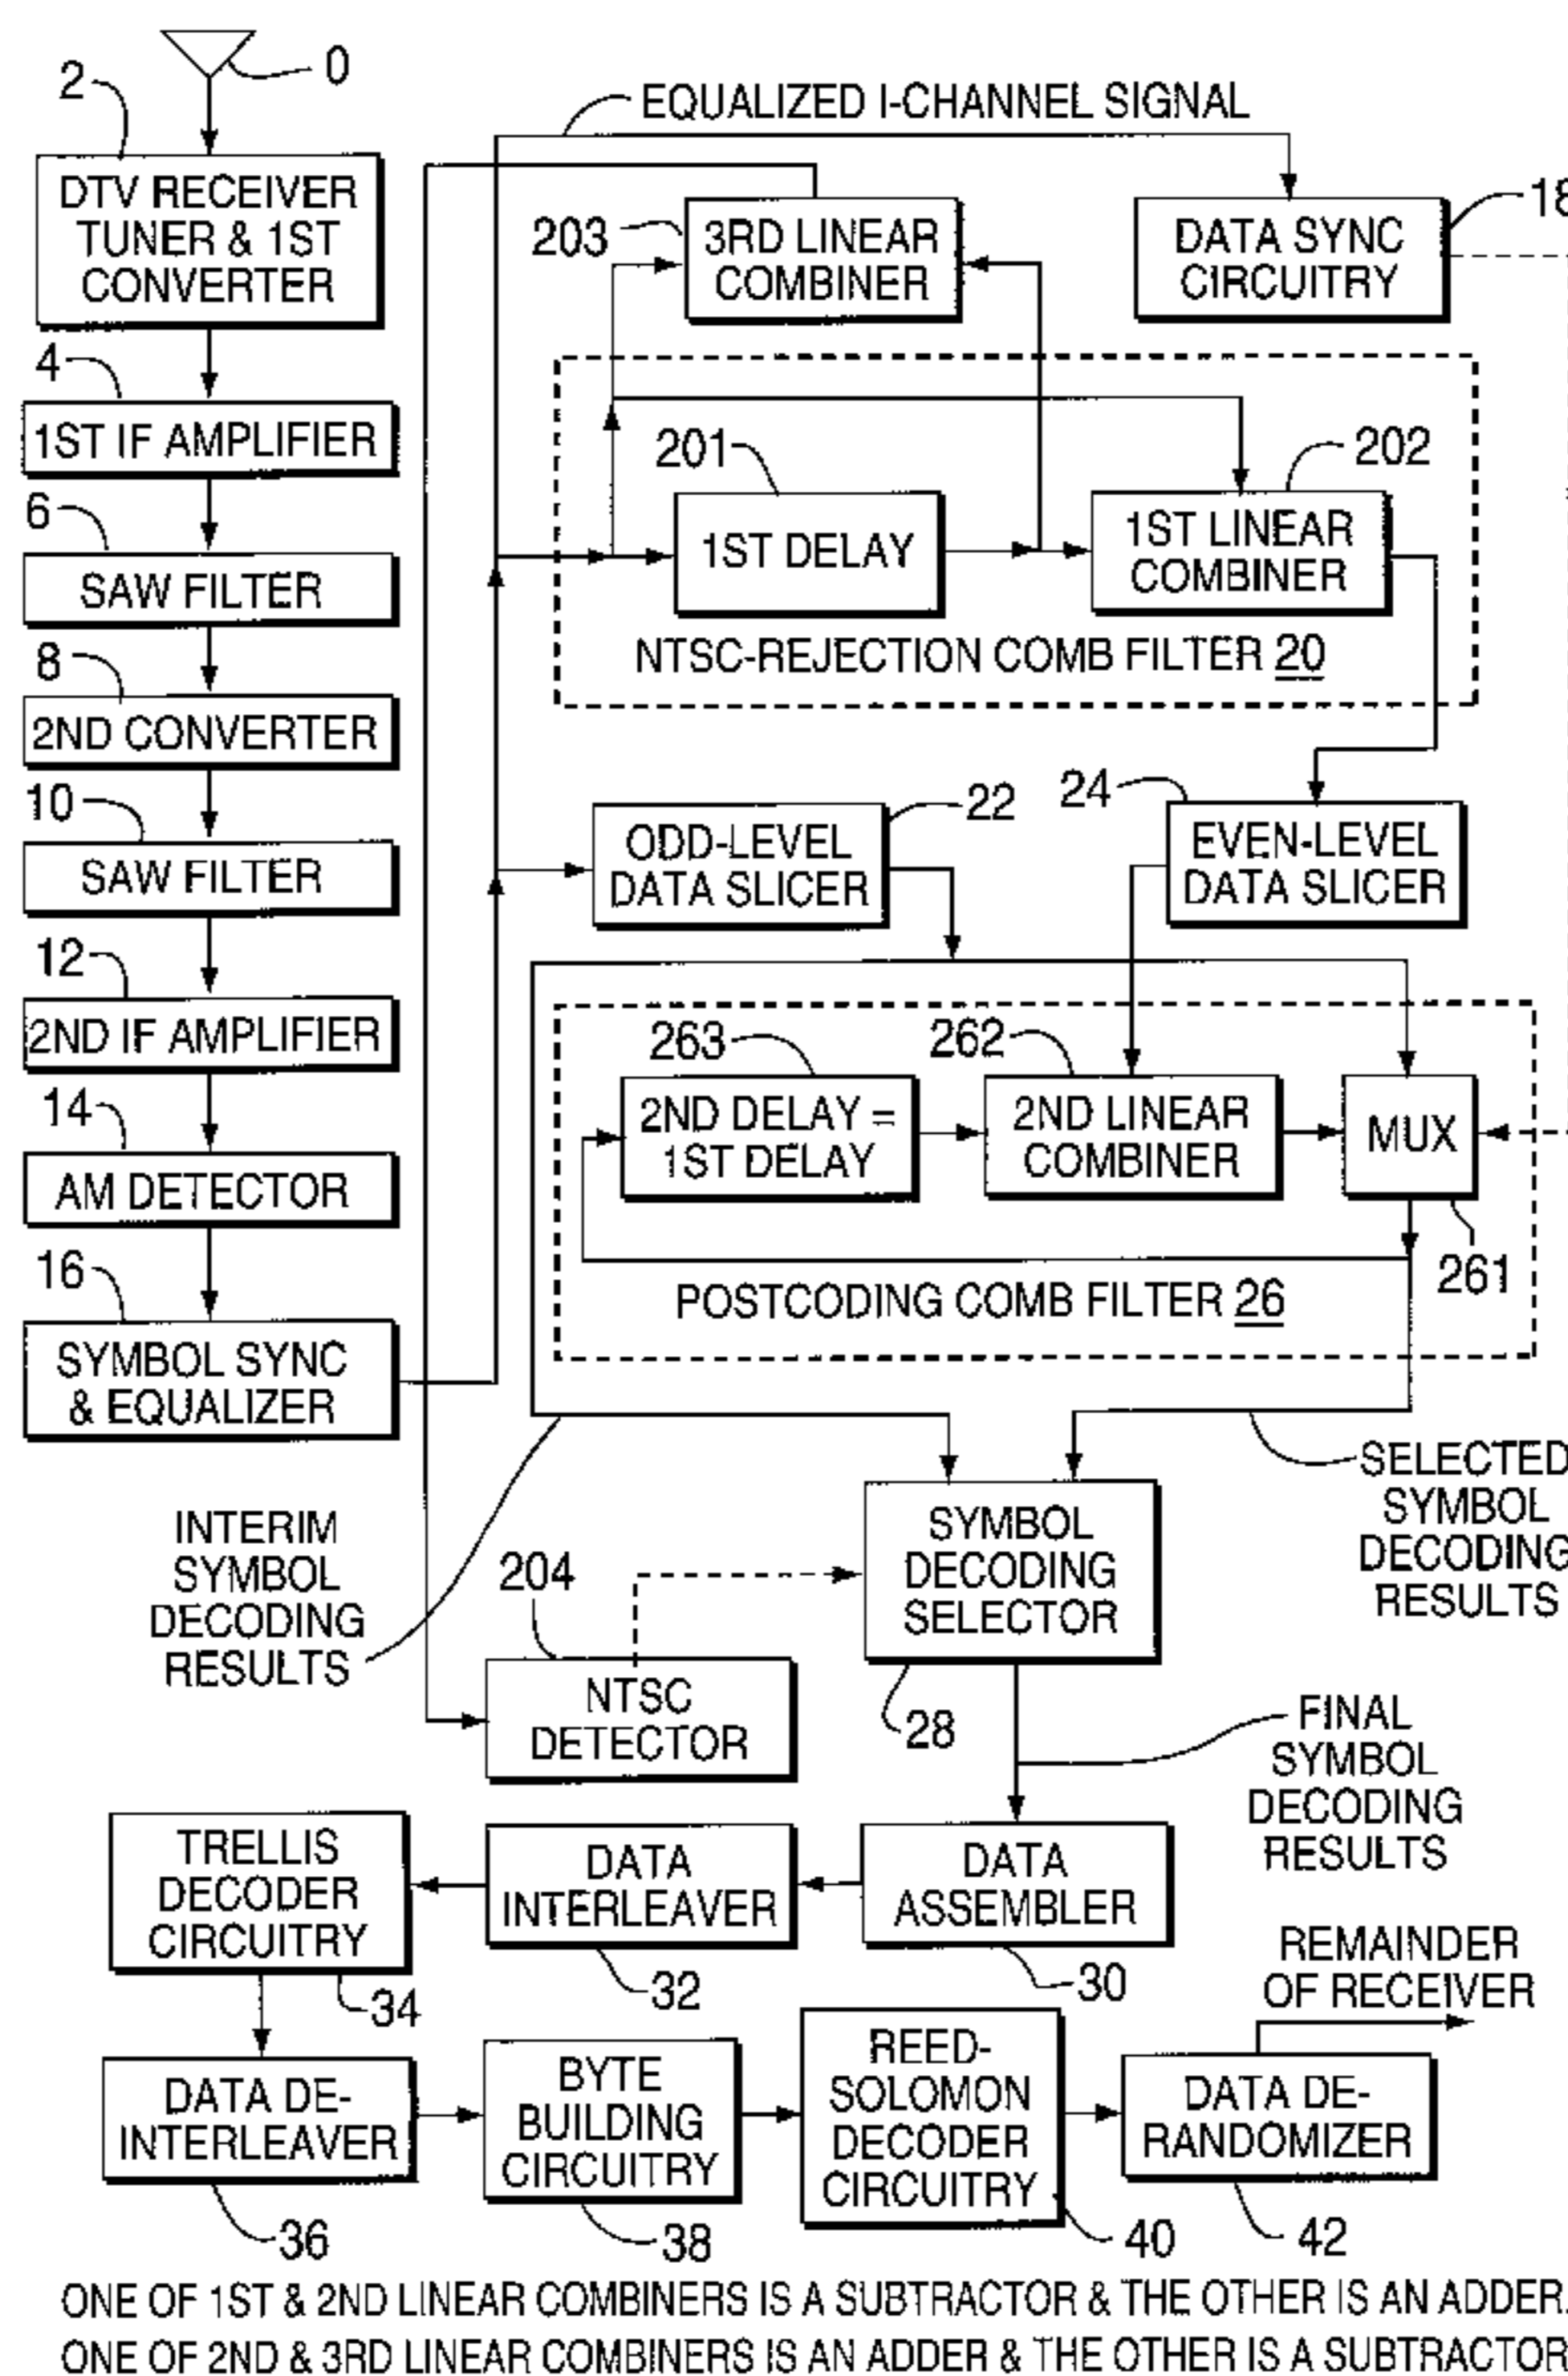 0
2
DTV RECEIVER
TUNER & 1ST
CONVERTER
4
1ST IF AMPLIFIER
6
SAW FILTER
8
2ND CONVERTER
10
SAW FILTER
12
2ND IF AMPLIFIER
14
AM DETECTOR
16
SYMBOL SYNC
& EQUALIZER
EQUALIZED I-CHANNEL SIGNAL
203
3RD LINEAR
COMBINER
DATA SYNC
CIRCUITRY
18
201
1ST DELAY
202
1ST LINEAR
COMBINER
NTSC-REJECTION COMB FILTER 20
22
ODD-LEVEL
DATA SLICER
24
EVEN-LEVEL
DATA SLICER
263
2ND DELAY =
1ST DELAY
262
2ND LINEAR
COMBINER
MUX
261
POSTCODING COMB FILTER 26
INTERIM
SYMBOL
DECODING
RESULTS
SELECTED
SYMBOL
DECODING
RESULTS
SYMBOL
DECODING
SELECTOR
28
204
NTSC
DETECTOR
FINAL
SYMBOL
DECODING
RESULTS
TRELLIS
DECODER
CIRCUITRY
34
DATA
INTERLEAVER
32
DATA
ASSEMBLER
30
REMAINDER
OF RECEIVER
DATA DE-
INTERLEAVER
36
BYTE
BUILDING
CIRCUITRY
38
REED-
SOLOMON
DECODER
CIRCUITRY
40
DATA DE-
RANDOMIZER
42
ONE OF 1ST & 2ND LINEAR COMBINERS IS A SUBTRACTOR & THE OTHER IS AN ADDER.
ONE OF 2ND & 3RD LINEAR COMBINERS IS AN ADDER & THE OTHER IS A SUBTRACTOR